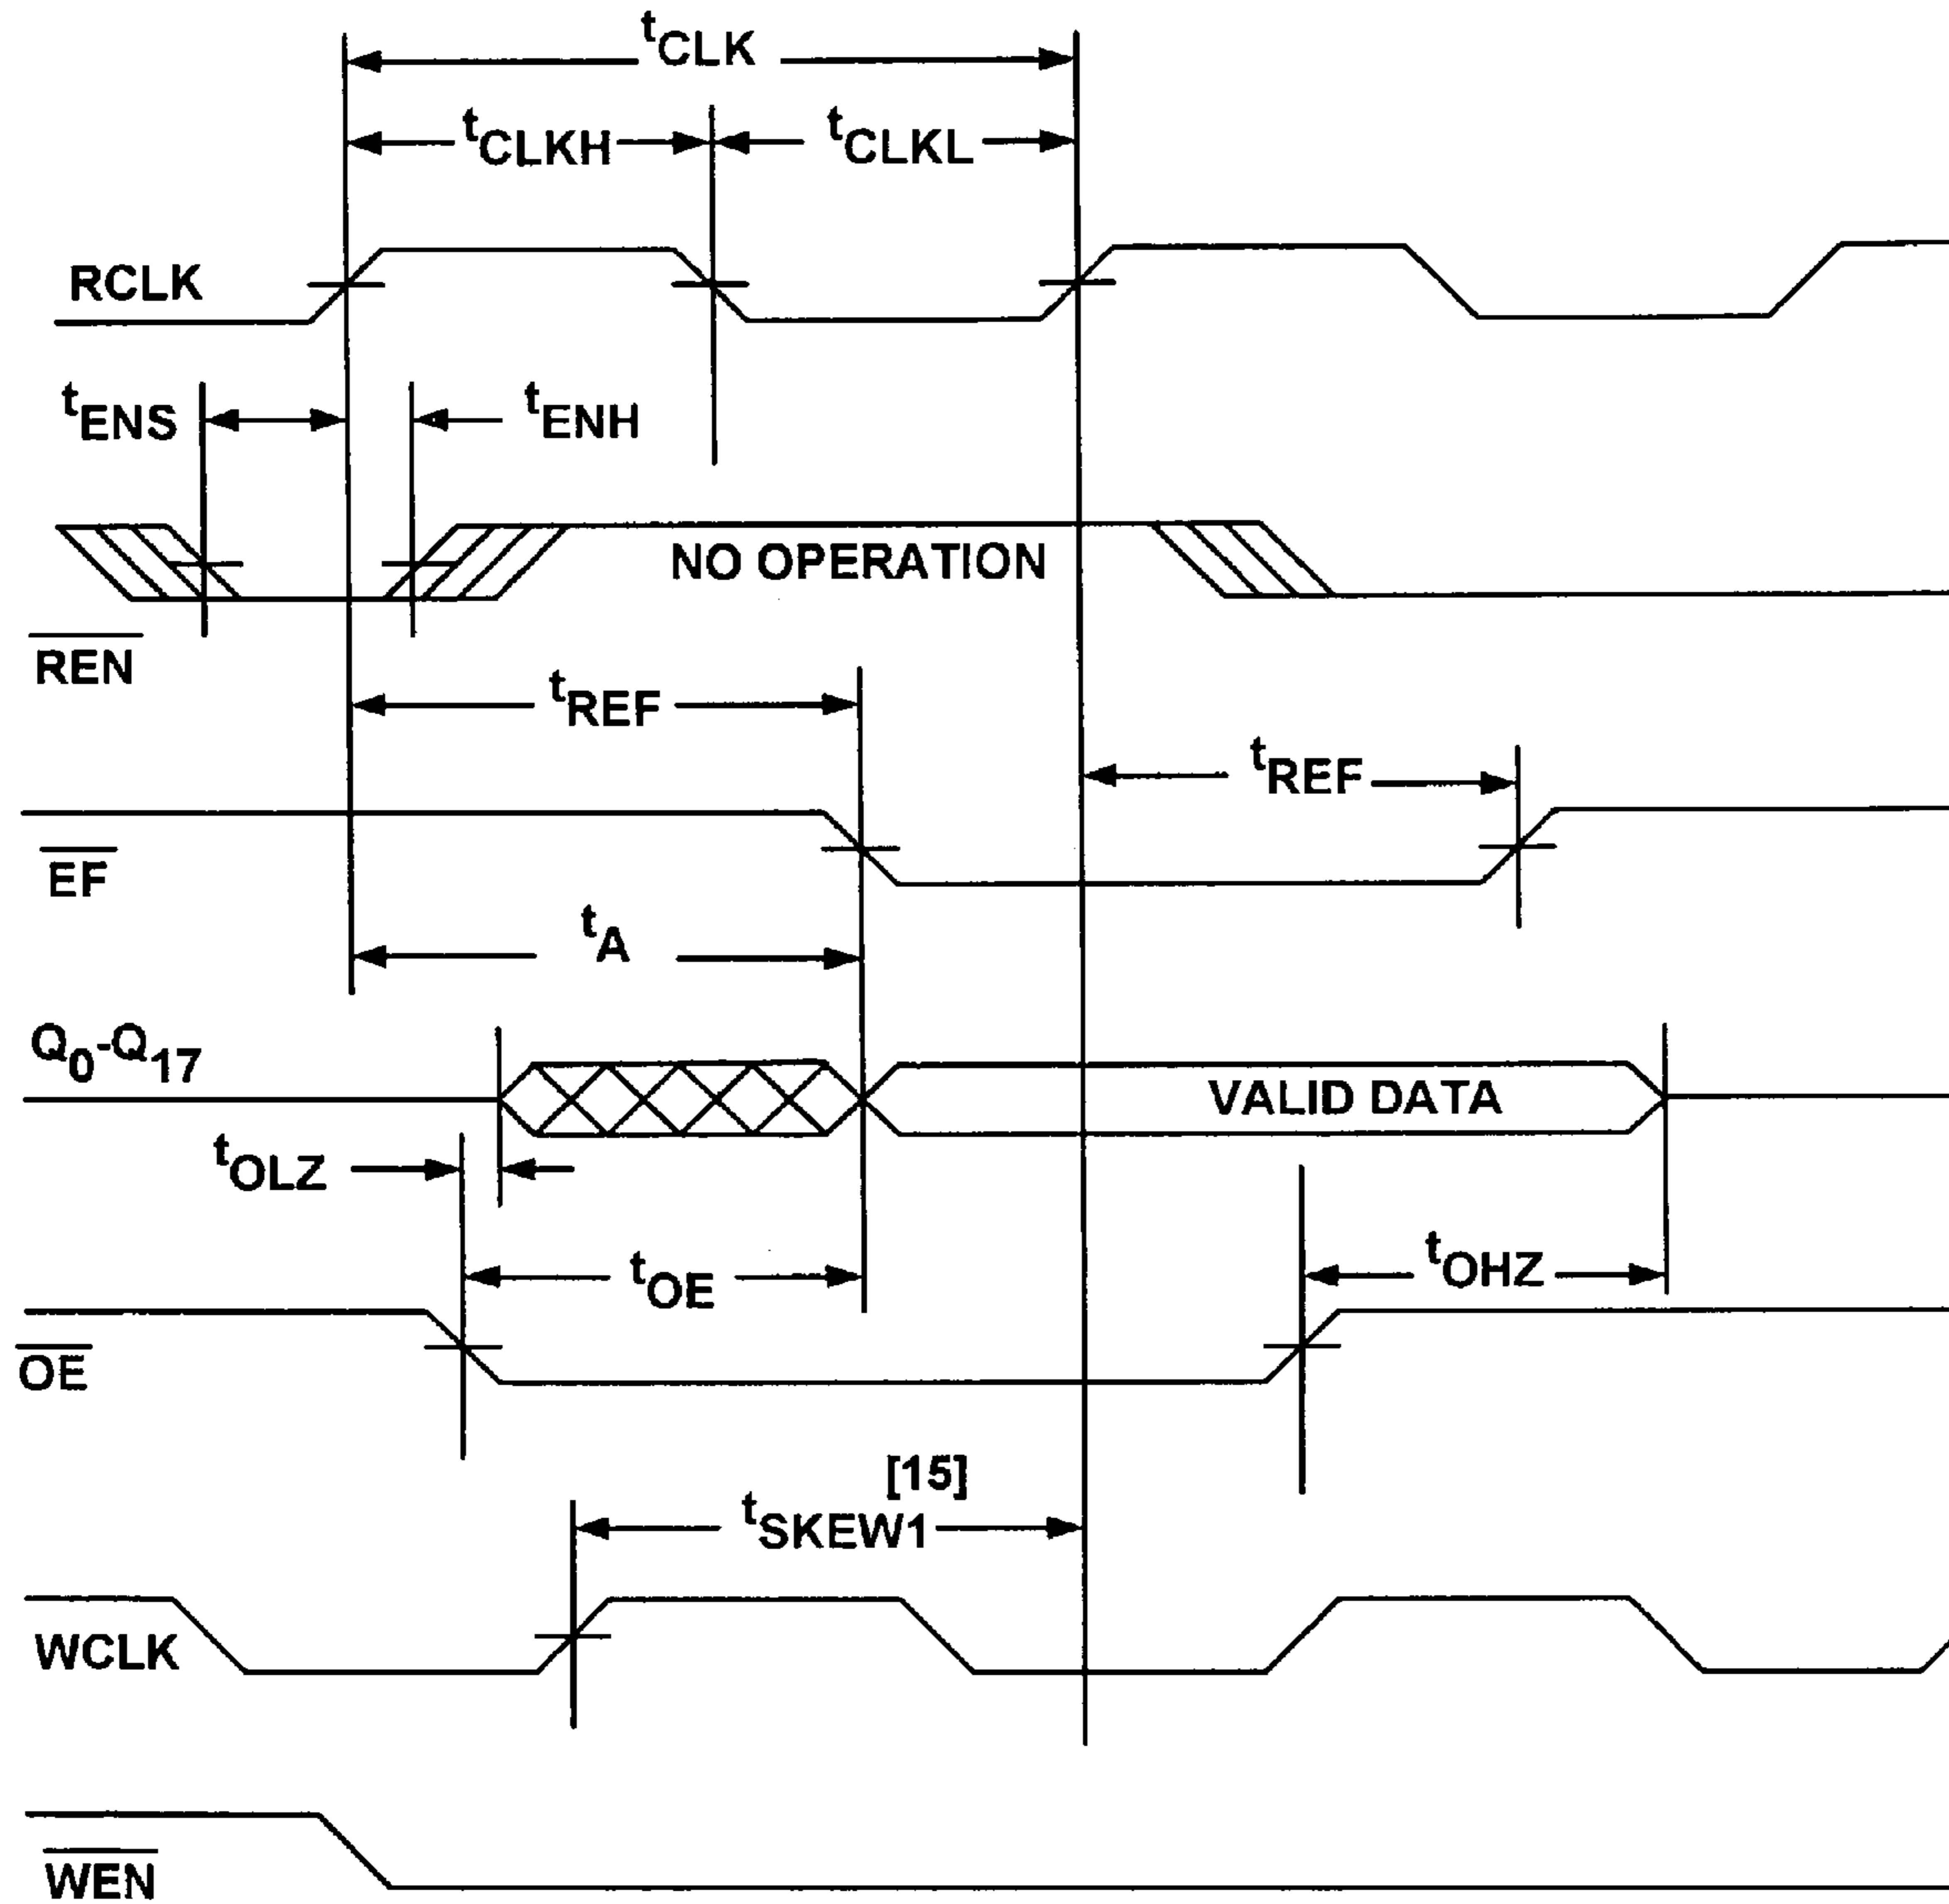 tCLK
tCLKH tCLKL
RCLK
tENS tENH
NO OPERATION
REN
tREF
tREF
EF
tA
Q0-Q17
VALID DATA
tOLZ
tOE tOHZ
OE
[15]
tSKEW1
WCLK
WEN